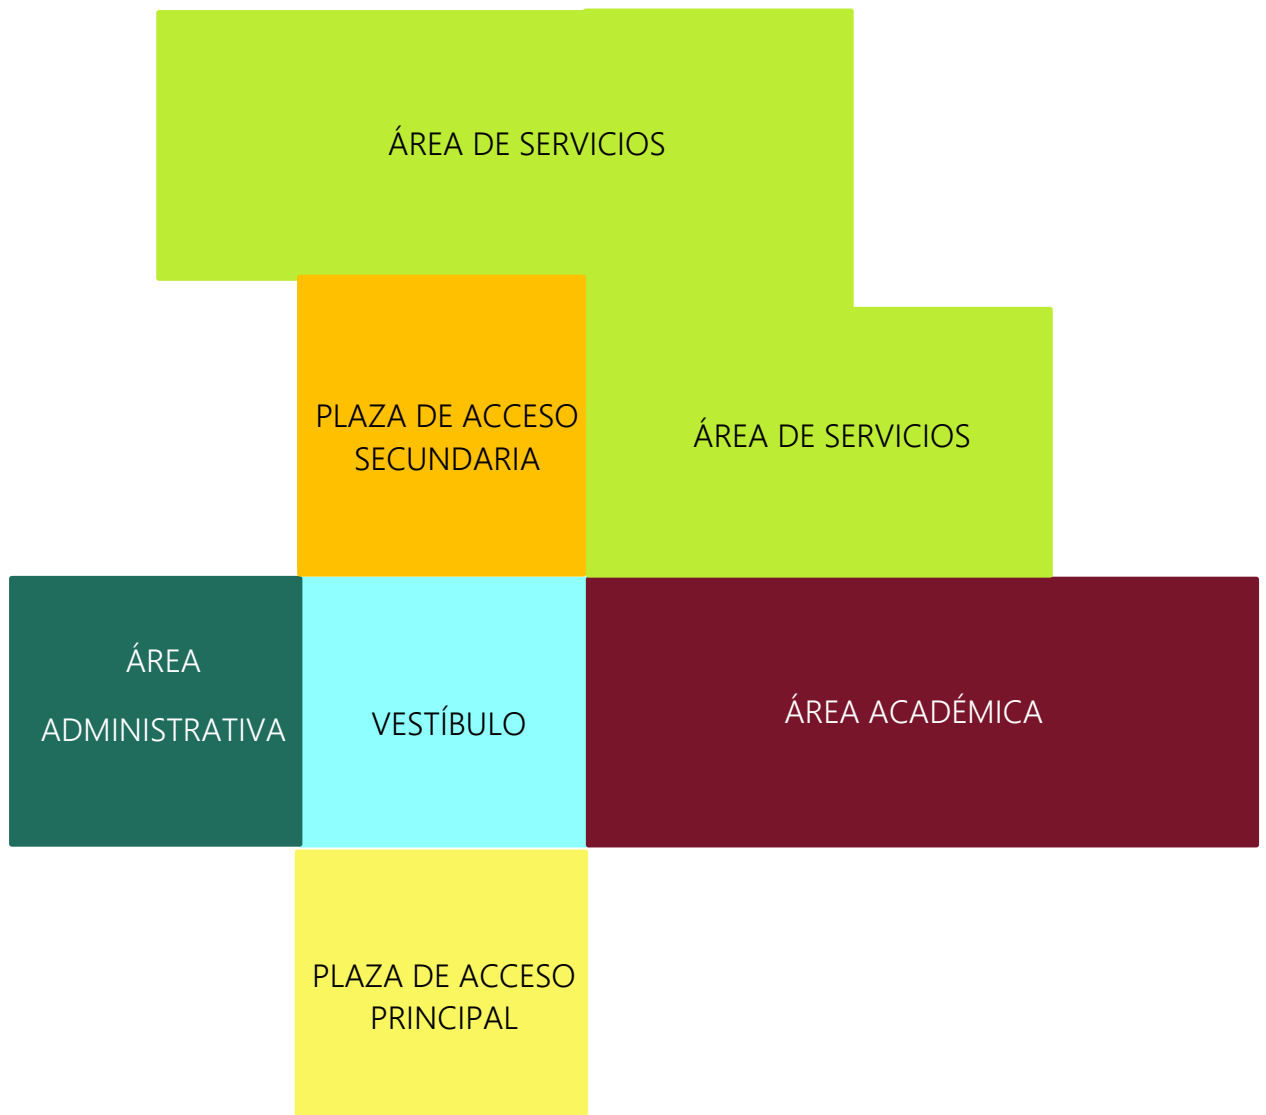 ÁREA DE SERVICIOS
PLAZA DE ACCESO
SECUNDARIA
ÁREA DE SERVICIOS
ÁREA
ADMINISTRATIVA
VESTÍBULO
ÁREA ACADÉMICA
PLAZA DE ACCESO
PRINCIPAL